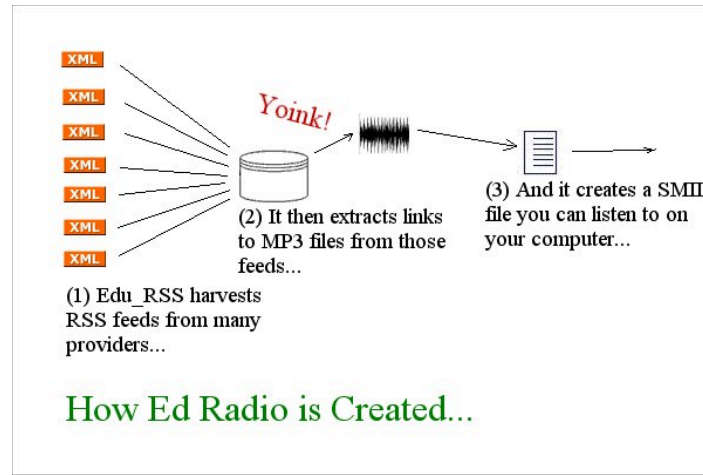 XML
XML
XML
XML
XML
XML
XML
Yoink!
(1) Edu_RSS harvests
RSS feeds from many
providers...
(2) It then extracts links
to MP3 files from those
feeds...
(3) And it creates a
file you can listen to on
your computer...
How Ed Radio is Created...